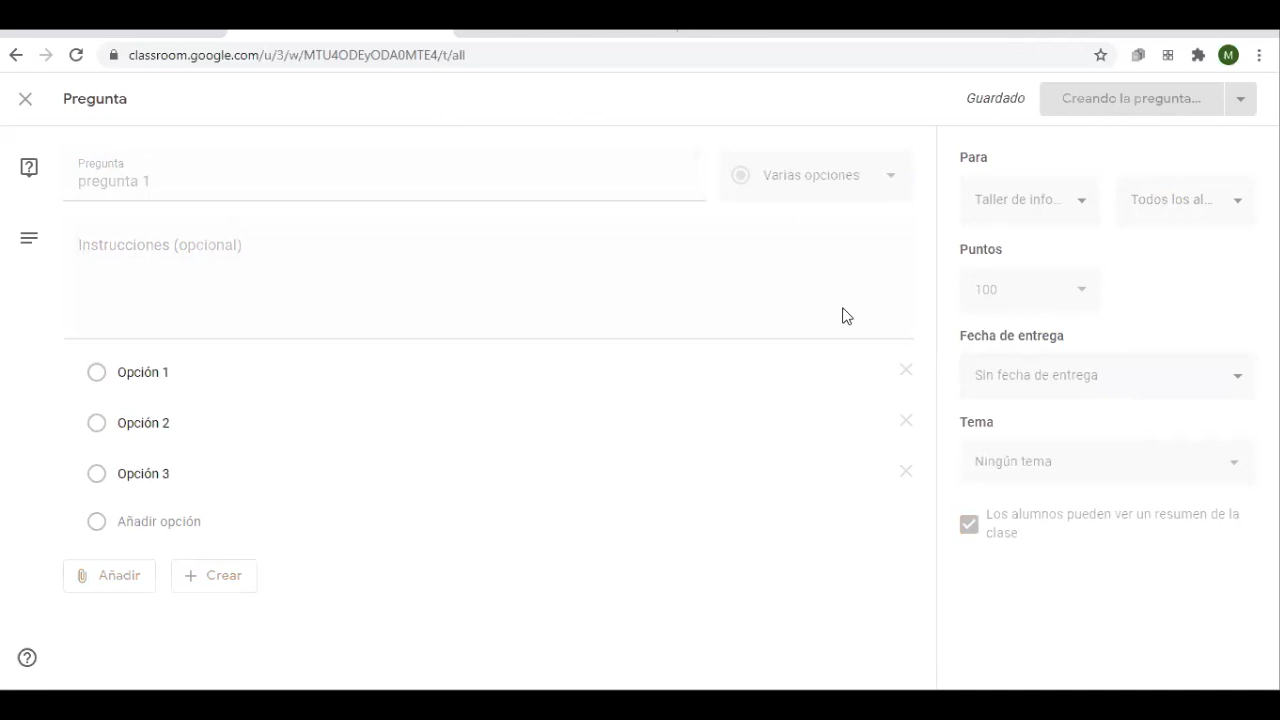 classroom.google.com/u/3/w/MTU4ODEyODA0MTE4/t/all
M
Pregunta
Guardado
Creando la pregunta...
Pregunta
pregunta 1
Varias opciones
Instrucciones (opcional)
Opción 1
Opción 2
Opción 3
Añadir opción
Añadir
Crear
Para
Taller de info...
Todos los al...
Puntos
100
Fecha de entrega
Sin fecha de entrega
Tema
Ningún tema
Los alumnos pueden ver un resumen de la
clase